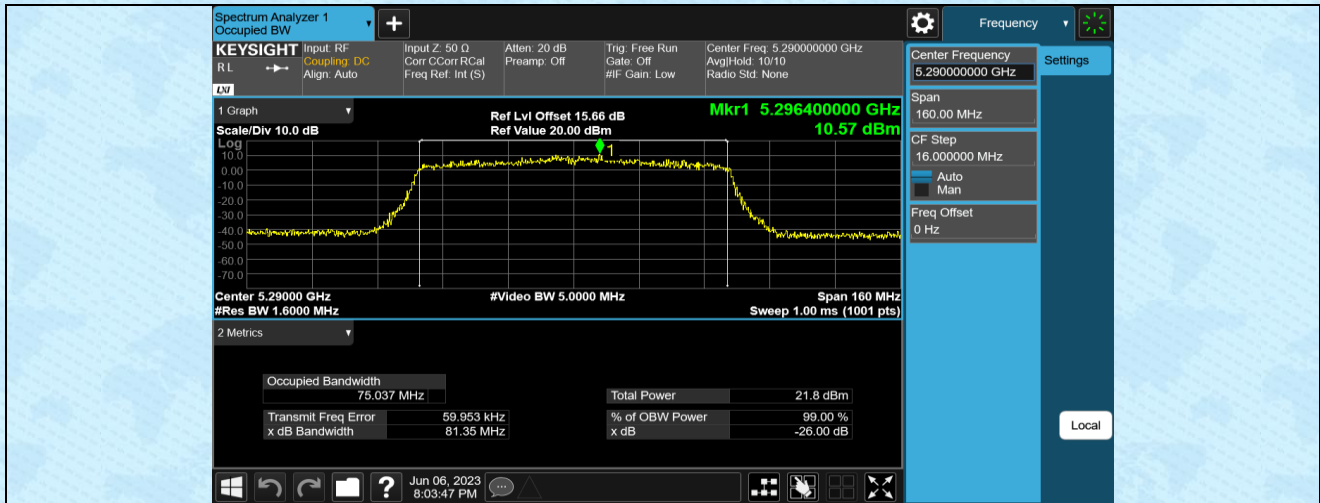 Spectrum Analyzer 1
Occupied BW
Frequency
KEYSIGHT
R L
LXI
Input: RF
Coupling: DC
Align: Auto
Input Z: 50 Ω
Corr CCorr RCal
Freq Ref: Int (S)
Atten: 20 dB
Preamp: Off
Trig: Free Run
Gate: Off
#IF Gain: Low
Center Freq: 5.290000000 GHz
Avg|Hold: 10/10
Radio Std: None
Center Frequency
5.290000000 GHz
Settings
Span
160.00 MHz
CF Step
16.000000 MHz
Auto
Man
Freq Offset
0 Hz
Local
1 Graph
Scale/Div 10.0 dB
Ref Lvl Offset 15.66 dB
Ref Value 20.00 dBm
Mkr1 5.296400000 GHz
10.57 dBm
Log
10.0
0.00
-10.0
-20.0
-30.0
-40.0
-50.0
-60.0
-70.0
1
Center 5.29000 GHz
#Res BW 1.6000 MHz
#Video BW 5.0000 MHz
Span 160 MHz
Sweep 1.00 ms (1001 pts)
2 Metrics
Occupied Bandwidth
75.037 MHz
Transmit Freq Error 59.953 kHz
x dB Bandwidth 81.35 MHz
Total Power 21.8 dBm
% of OBW Power 99.00 %
x dB -26.00 dB
?
Jun 06, 2023
8:03:47 PM